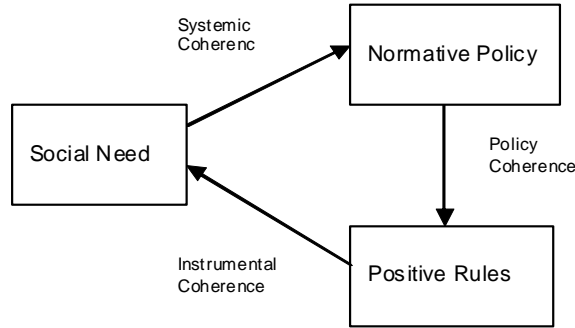 Systemic
Coherenc
Normative Policy
Social Need
Policy
Coherence
Instrumental
Coherence
Positive Rules